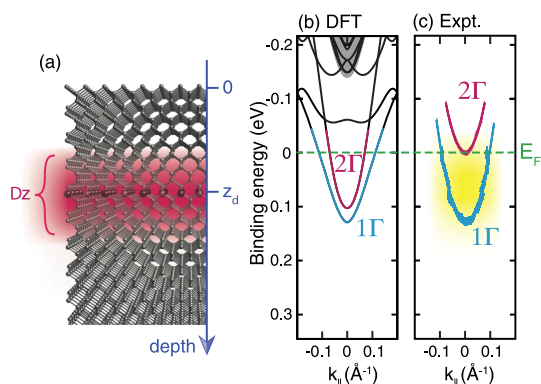 (a)
0
Dz
z_d
depth
(b) DFT
-0.2
-0.1
0
0.1
0.2
0.3
Binding energy (eV)
2Γ
1Γ
-0.1 0 0.1
k_|| (Å⁻¹)
(c) Expt.
2Γ
E_F
1Γ
-0.1 0 0.1
k_|| (Å⁻¹)